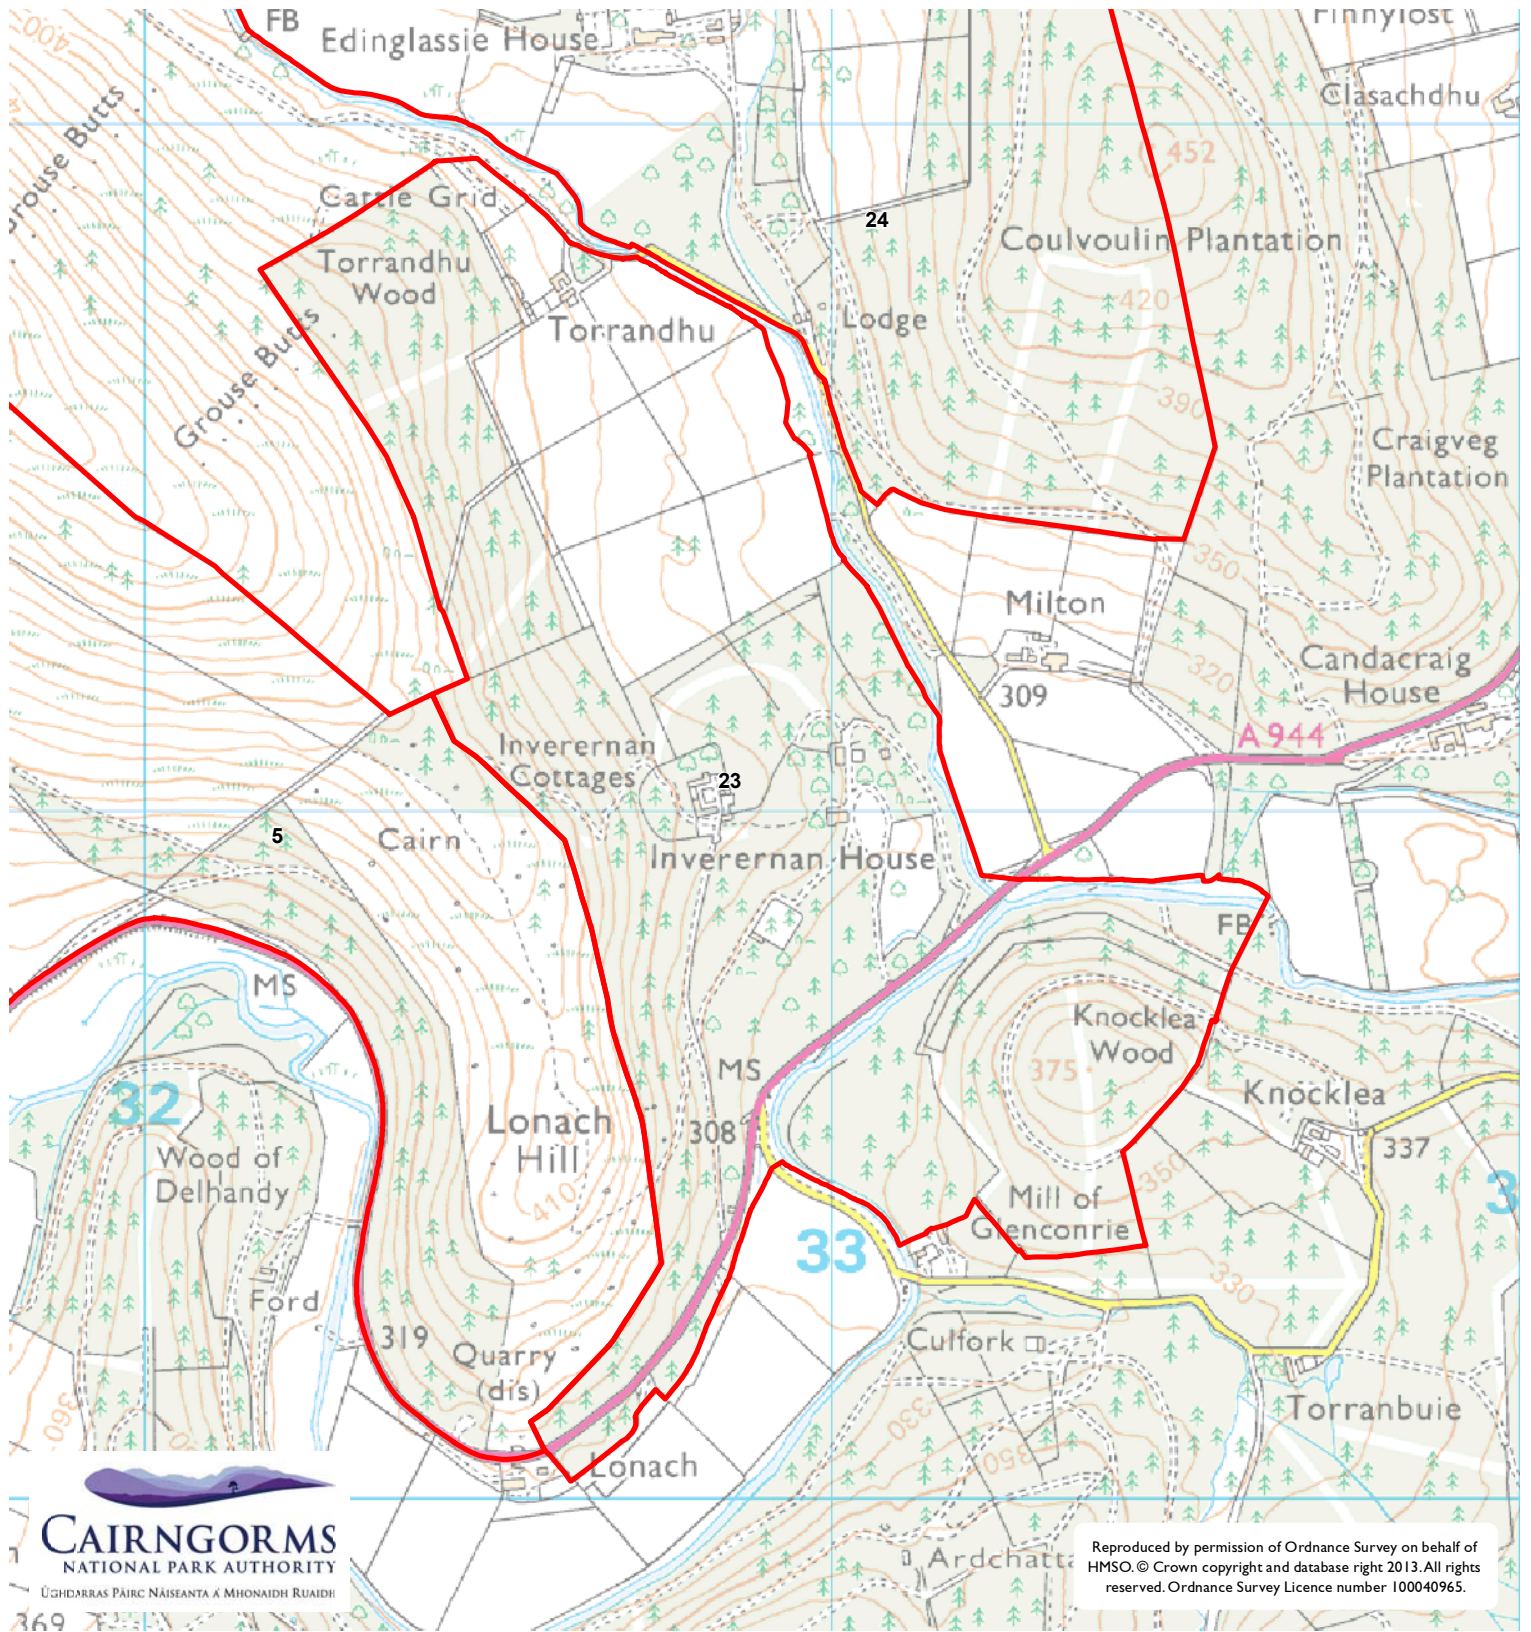 400
FB
Edinglassie House
Finnylost
Clasachdhu
Grouse Butts
452
Cattle Grid
24
Coulvoulin Plantation
Torrandhu
Wood
420
Grouse Butts
Torrandhu
Lodge
390
Craigveg
Plantation
350
Milton
320
Candacraig
House
309
A 944
Inverernan
Cottages
23
5
Cairn
Inverernan House
FB
MS
Knocklea
Wood
375
MS
32
Knocklea
Lonach
Hill
308
337
Wood of
Delhandy
350
410
Mill of
Glenconrie
33
330
Ford
319
Quarry
(dis)
Culfork
Torranbuie
360
330
350
Lonach
CAIRNGORMS
NATIONAL PARK AUTHORITY
ÙGHDARRAS PÀIRC NÀISEANTA A' MHONAIDH RUAIDH
Reproduced by permission of Ordnance Survey on behalf of
HMSO. © Crown copyright and database right 2013. All rights
reserved. Ordnance Survey Licence number 100040965.
369